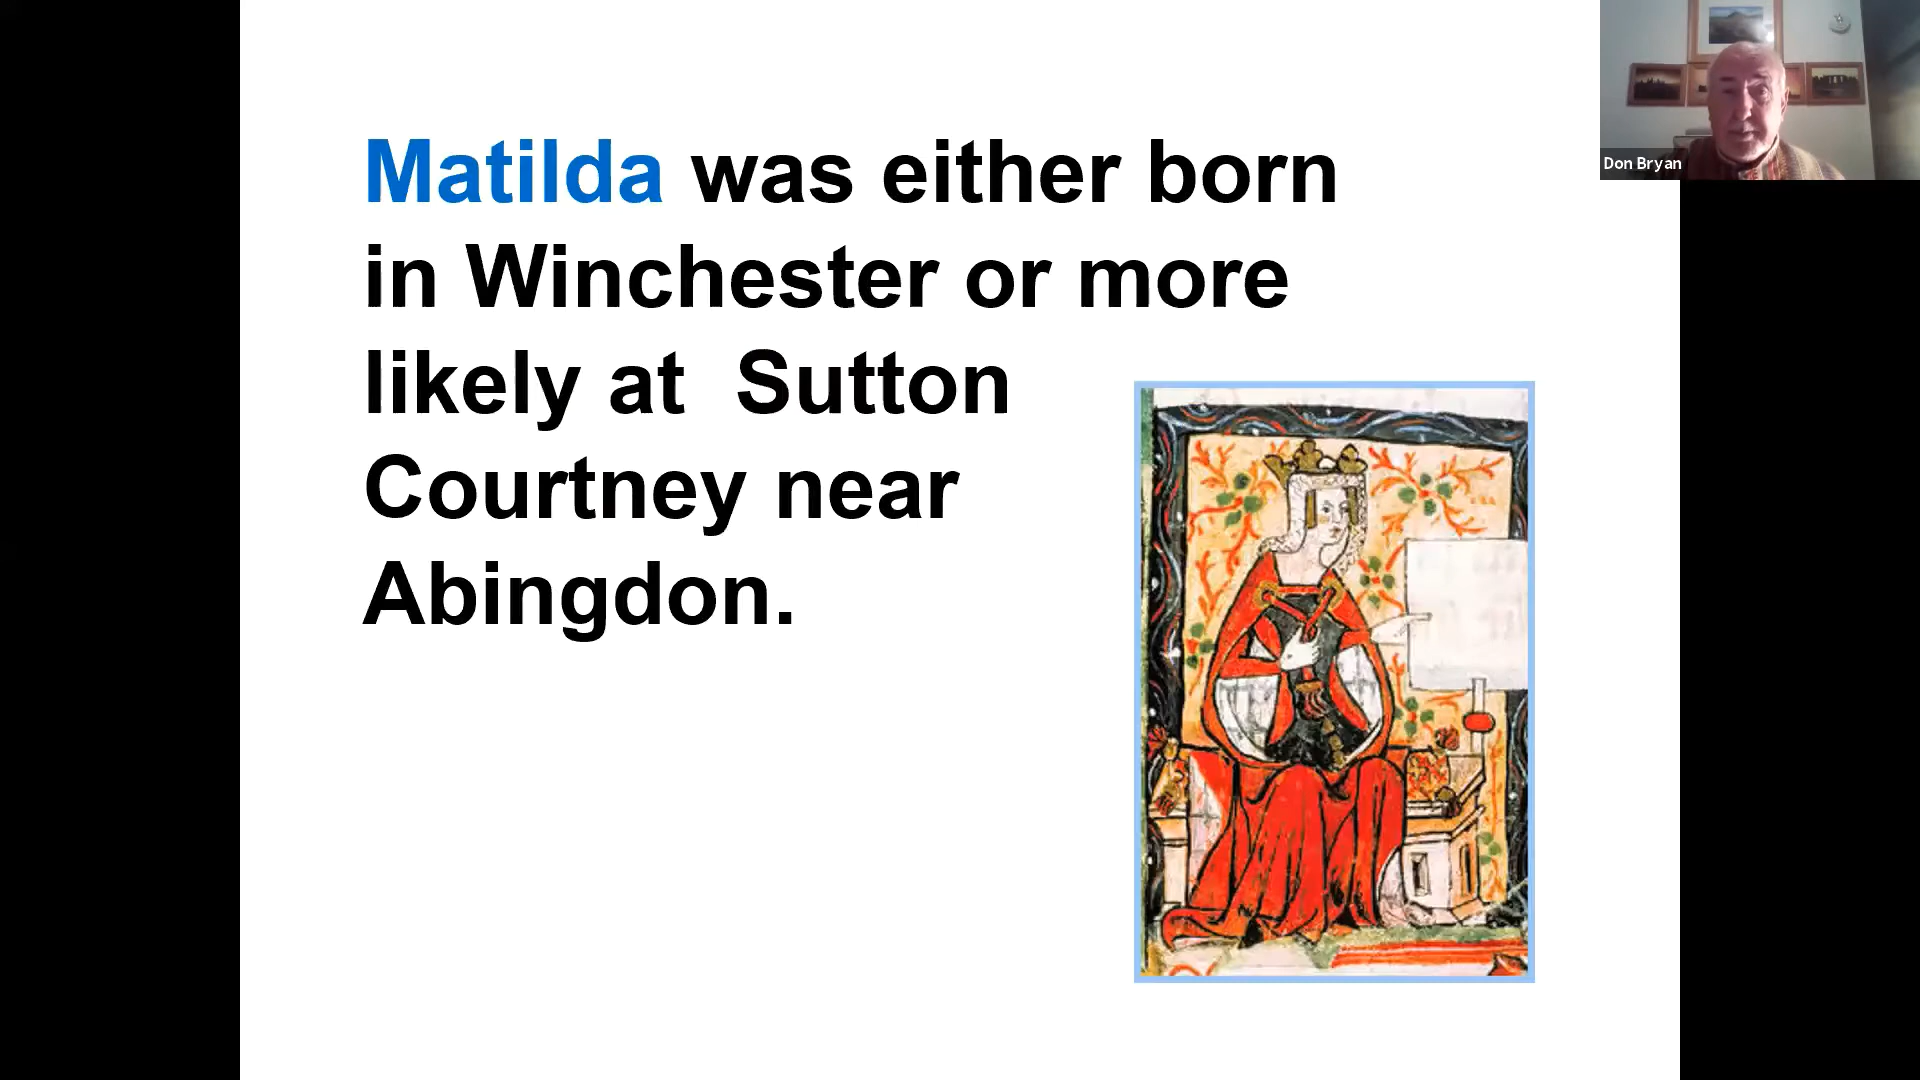 Matilda was either born
in Winchester or more
likely at  Sutton
Courtney near
Abingdon.
Don Bryan